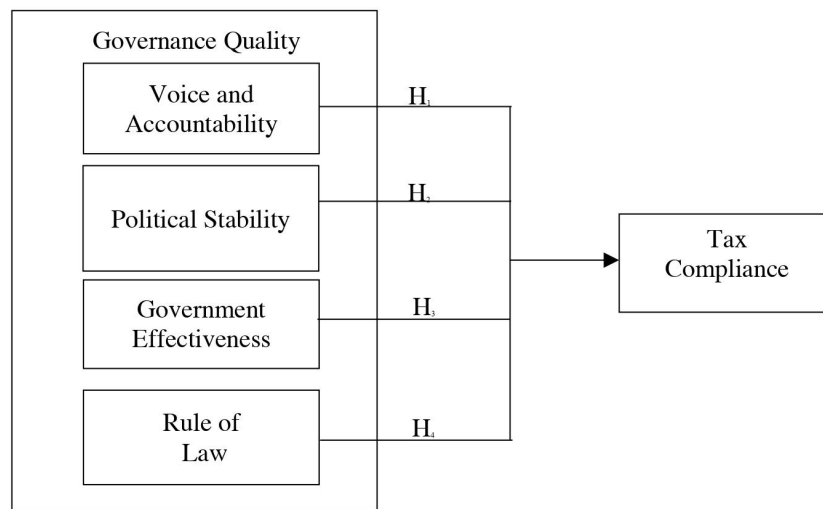 Governance Quality
Voice and
Accountability
H₁
Political Stability
H₂
Government
Effectiveness
H₃
Rule of
Law
H₄
Tax
Compliance